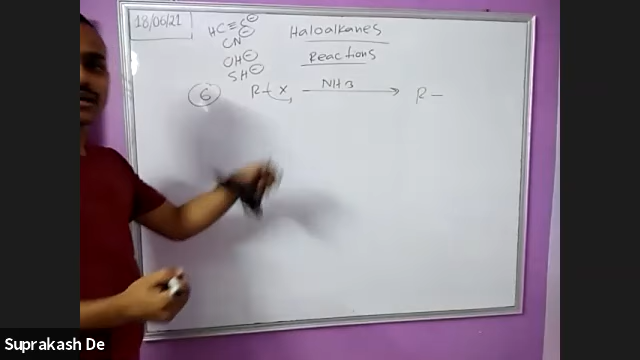 18/06/21
HC≡C⊖
CN⊖
OH⊖
SH⊖
Haloalkanes
Reactions
⑥ R-X NH3 → R-
Suprakash De